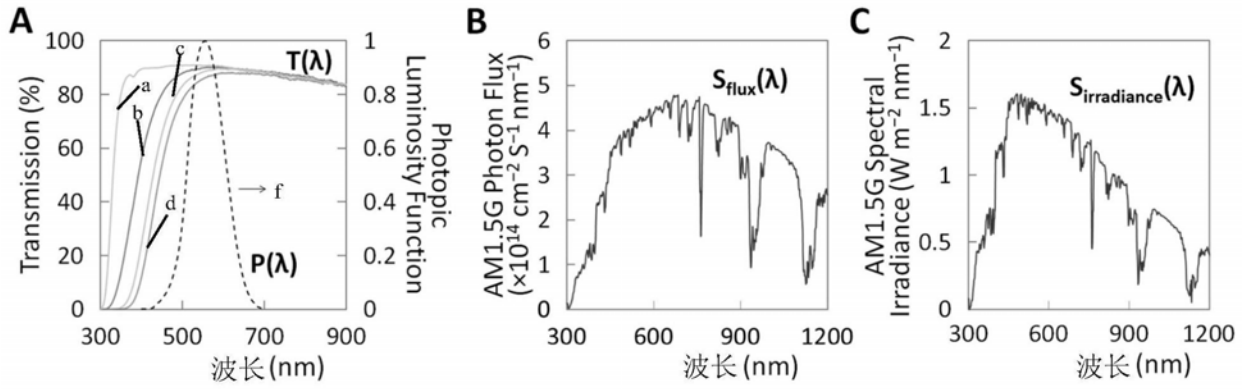 A
Transmission (%)
100
80
60
40
20
0
300
500
700
900
波长 (nm)
a
b
c
d
f
T(λ)
P(λ)
1
0.8
0.6
0.4
0.2
0
Photopic
Luminosity Function
B
AM1.5G Photon Flux
(×10¹⁴ cm⁻² S⁻¹ nm⁻¹)
6
5
4
3
2
1
0
300
600
900
1200
波长 (nm)
S_flux(λ)
C
AM1.5G Spectral
Irradiance (W m⁻² nm⁻¹)
2
1.5
1
0.5
0
300
600
900
1200
波长 (nm)
S_irradiance(λ)